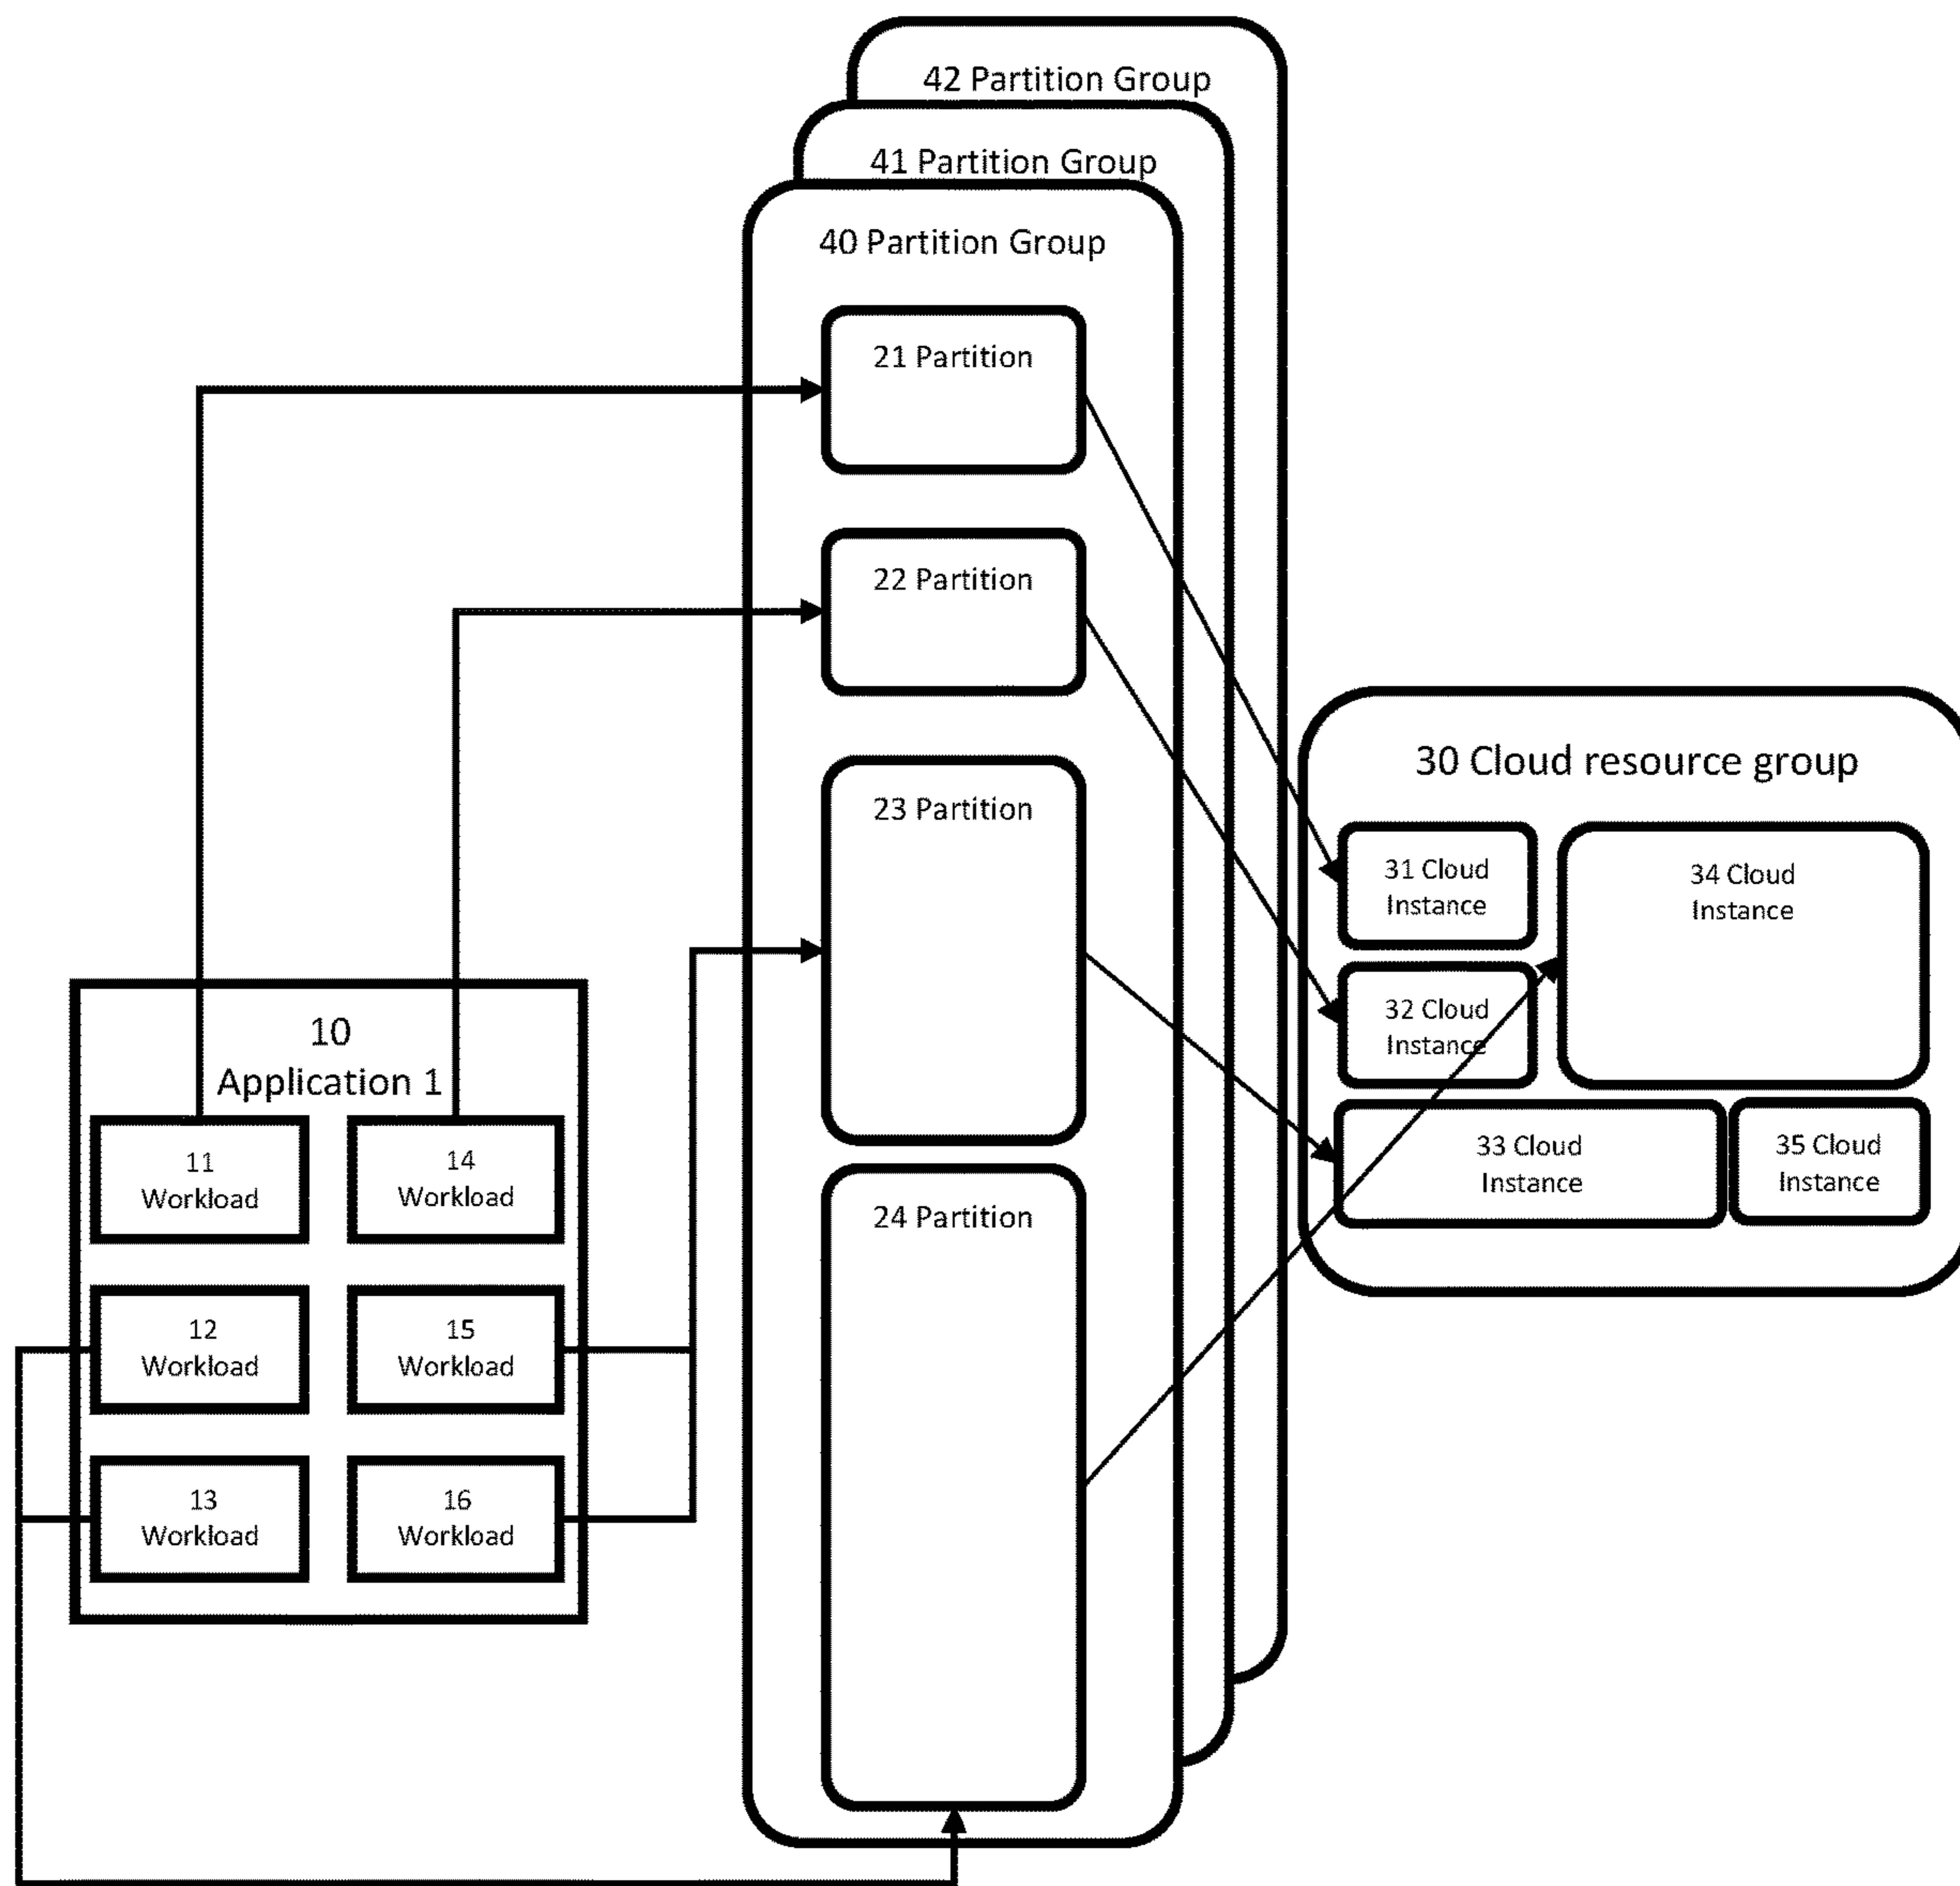 42 Partition Group
41 Partition Group
40 Partition Group
21 Partition
22 Partition
23 Partition
24 Partition
30 Cloud resource group
31 Cloud
Instance
34 Cloud
Instance
32 Cloud
Instance
33 Cloud
Instance
35 Cloud
Instance
10
Application 1
11
Workload
14
Workload
12
Workload
15
Workload
13
Workload
16
Workload